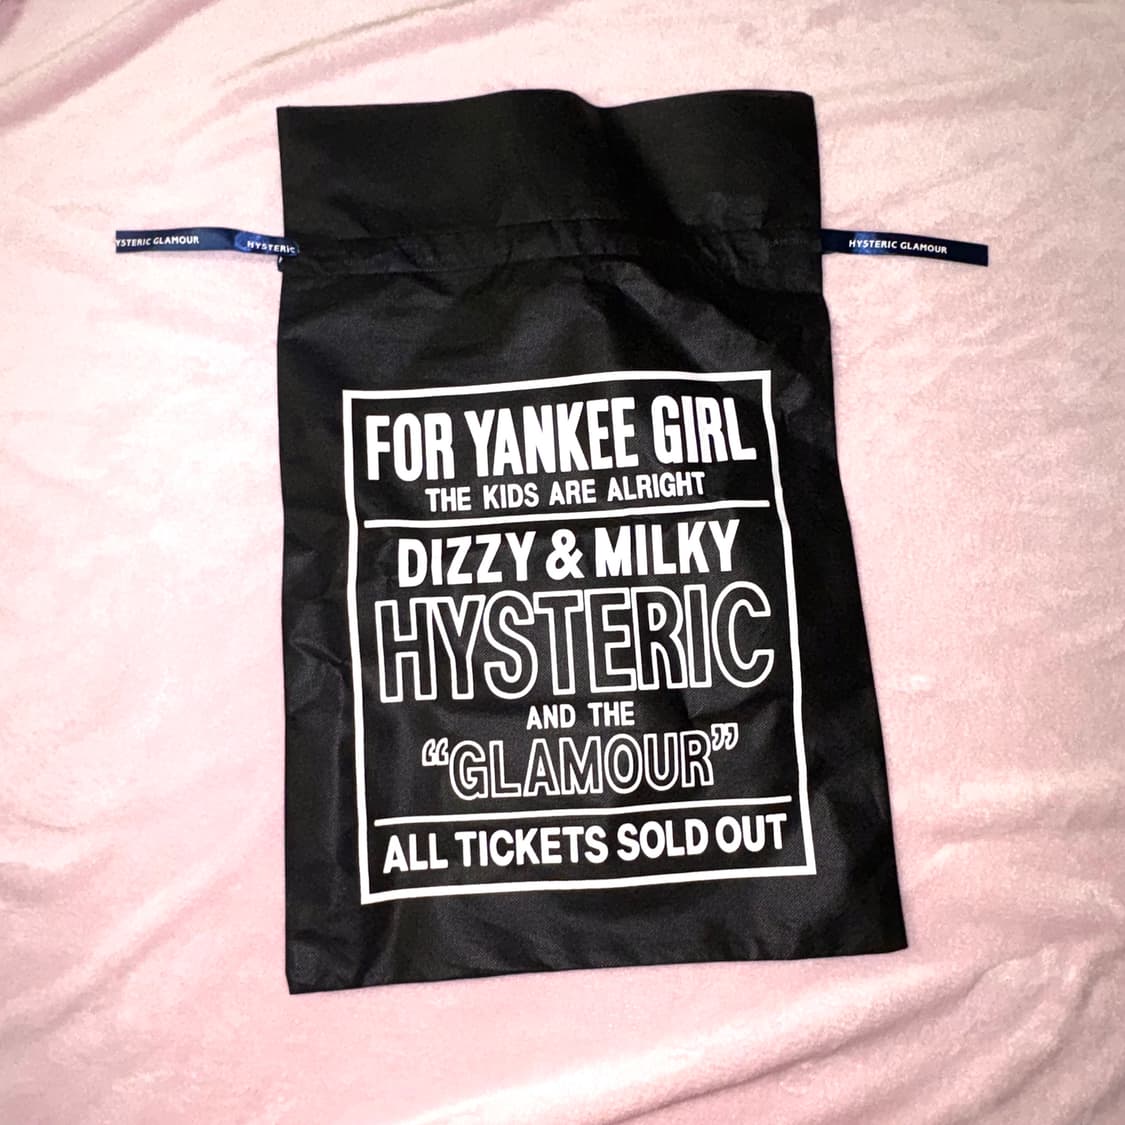 YSTERIC GLAMOUR
HYSTERIC
HYSTERIC GLAMOUR
FOR YANKEE GIRL
THE KIDS ARE ALRIGHT
DIZZY & MILKY
HYSTERIC
AND THE
“GLAMOUR”
ALL TICKETS SOLD OUT